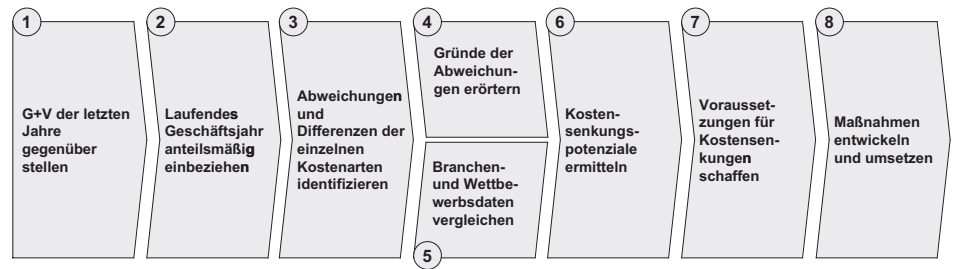 1
G+V der letzten
Jahre
gegenüber
stellen
2
Laufendes
Geschäftsjahr
anteilsmäßig
einbeziehen
3
Abweichungen
und
Differenzen der
einzelnen
Kostenarten
identifizieren
4
Gründe der
Abweichun-
gen erörtern
Branchen-
und Wettbe-
werbsdaten
vergleichen
5
6
Kosten-
senkungs-
potenziale
ermitteln
7
Vorausset-
zungen für
Kostensen-
kungen
schaffen
8
Maßnahmen
entwickeln
und umsetzen